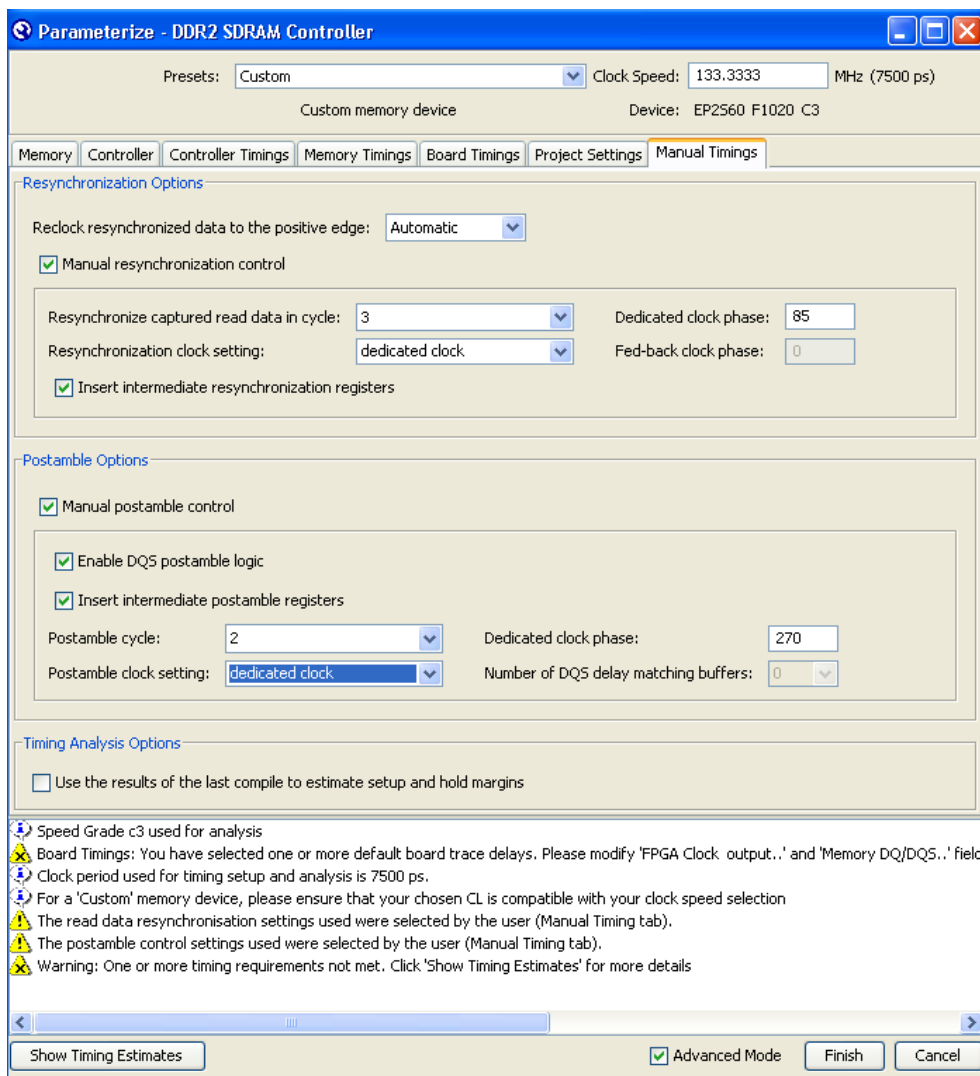 Parameterize - DDR2 SDRAM Controller
Presets: Custom Clock Speed: 133.3333 MHz (7500 ps)
Custom memory device Device: EP2S60 F1020 C3
Memory Controller Controller Timings Memory Timings Board Timings Project Settings Manual Timings
Resynchronization Options
Reclock resynchronized data to the positive edge: Automatic
Manual resynchronization control
Resynchronize captured read data in cycle: 3 Dedicated clock phase: 85
Resynchronization clock setting: dedicated clock Fed-back clock phase: 0
Insert intermediate resynchronization registers
Postamble Options
Manual postamble control
Enable DQS postamble logic
Insert intermediate postamble registers
Postamble cycle: 2 Dedicated clock phase: 270
Postamble clock setting: dedicated clock Number of DQS delay matching buffers: 0
Timing Analysis Options
Use the results of the last compile to estimate setup and hold margins
Speed Grade c3 used for analysis
Board Timings: You have selected one or more default board trace delays. Please modify 'FPGA Clock output..' and 'Memory DQ/DQS..' field
Clock period used for timing setup and analysis is 7500 ps.
For a 'Custom' memory device, please ensure that your chosen CL is compatible with your clock speed selection
The read data resynchronisation settings used were selected by the user (Manual Timing tab).
The postamble control settings used were selected by the user (Manual Timing tab).
Warning: One or more timing requirements not met. Click 'Show Timing Estimates' for more details
Show Timing Estimates Advanced Mode Finish Cancel